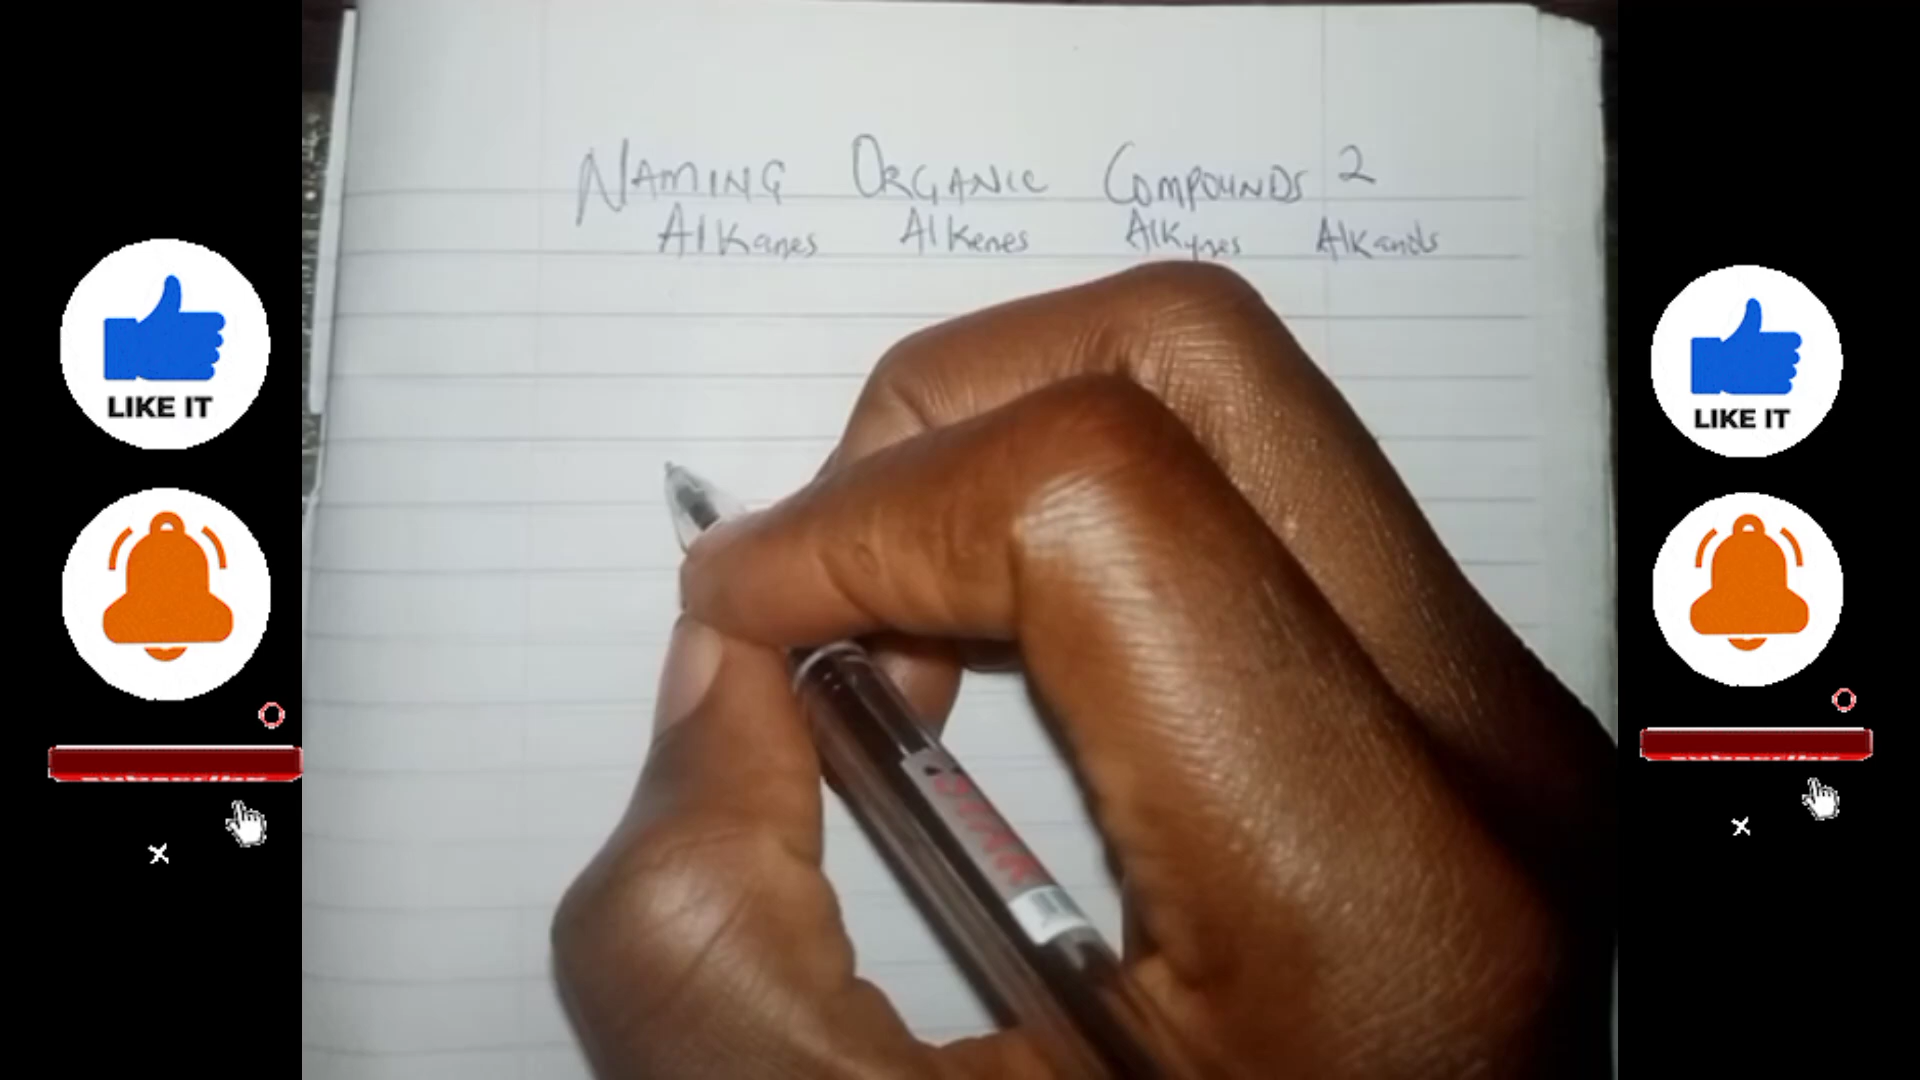 NAMING ORGANIC COMPOUNDS 2
Alkanes Alkenes Alkynes Alkanols
LIKE IT
LIKE IT